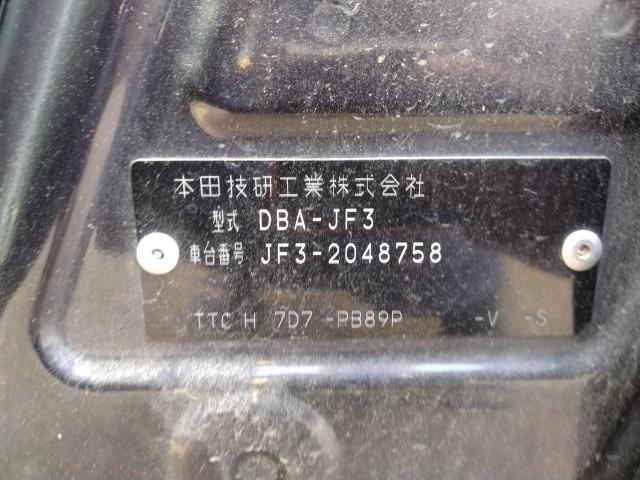 本田技研工業株式会社
型式 DBA-JF3
車台番号 JF3-2048758
TTC H 7D7 -PB89P -V -S